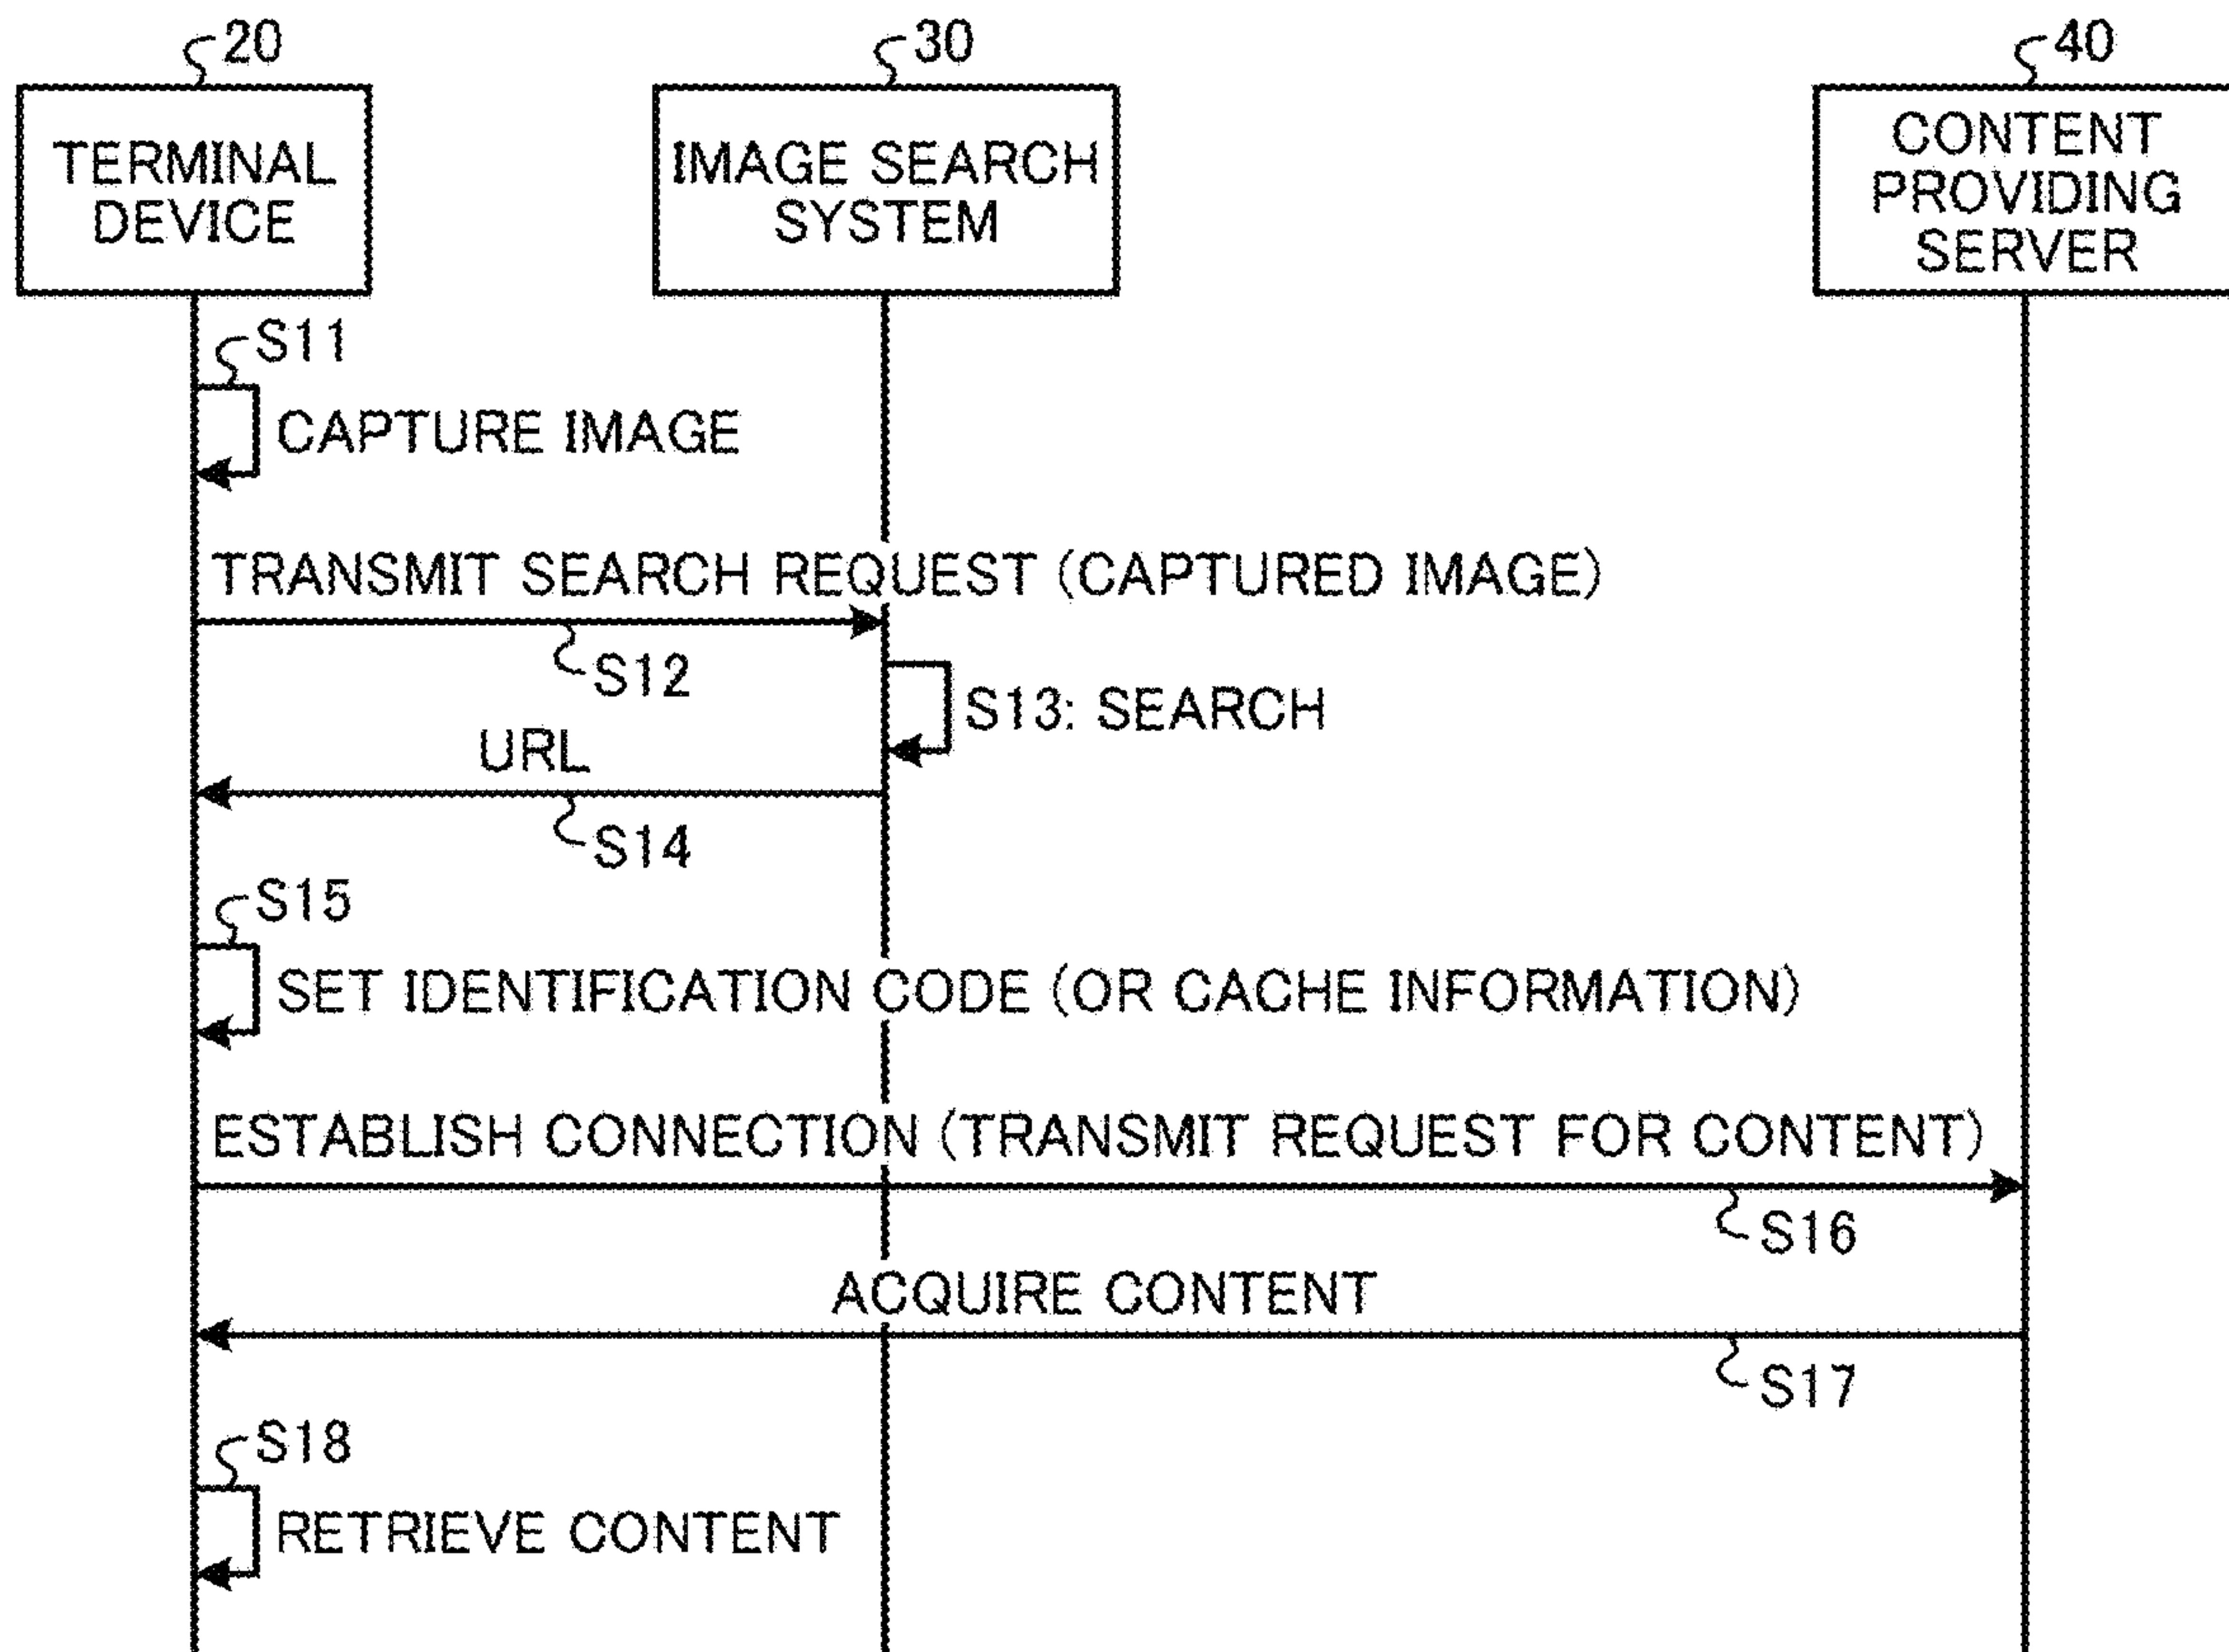 20
30
40
TERMINAL
DEVICE
IMAGE SEARCH
SYSTEM
CONTENT
PROVIDING
SERVER
S11
CAPTURE IMAGE
TRANSMIT SEARCH REQUEST (CAPTURED IMAGE)
S12
S13: SEARCH
URL
S14
S15
SET IDENTIFICATION CODE (OR CACHE INFORMATION)
ESTABLISH CONNECTION (TRANSMIT REQUEST FOR CONTENT)
S16
ACQUIRE CONTENT
S17
S18
RETRIEVE CONTENT